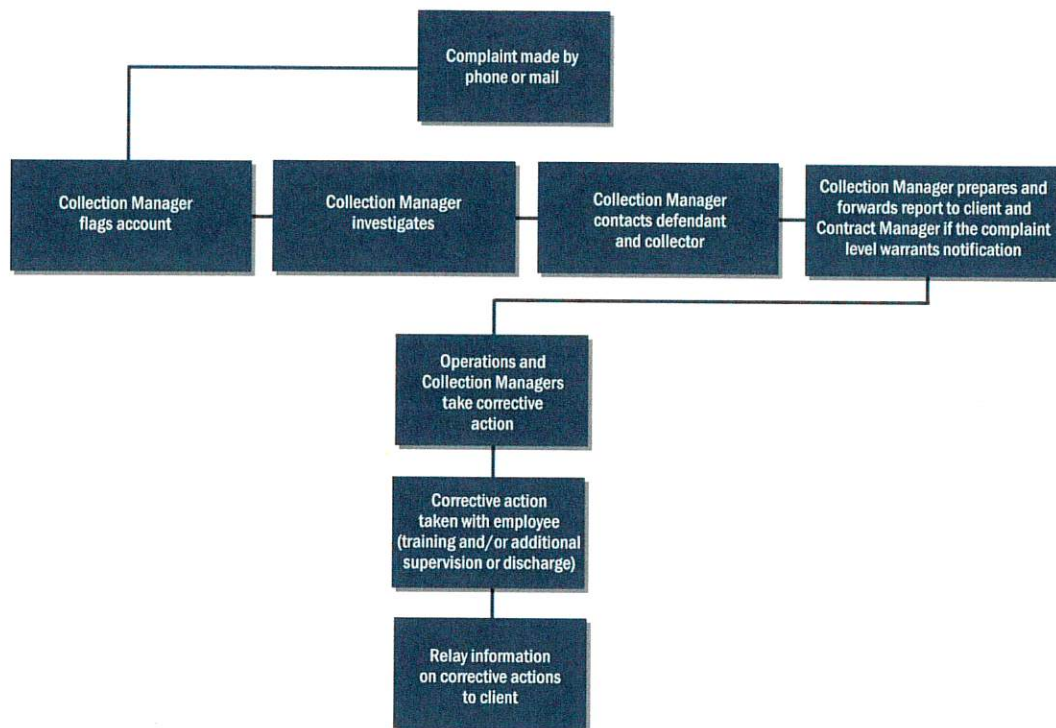 Complaint made by
phone or mail
Collection Manager
flags account
Collection Manager
investigates
Collection Manager
contacts defendant
and collector
Collection Manager prepares and
forwards report to client and
Contract Manager if the complaint
level warrants notification
Operations and
Collection Managers
take corrective
action
Corrective action
taken with employee
(training and/or additional
supervision or discharge)
Relay information
on corrective actions
to client